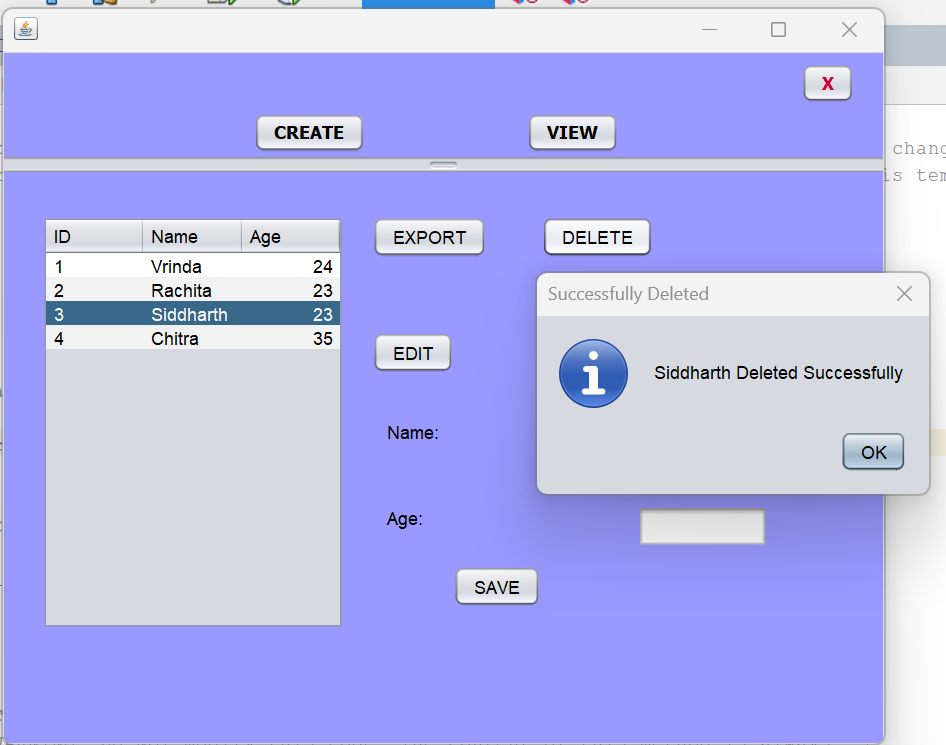 X
CREATE VIEW
chang
is tem
ID Name Age
1 Vrinda 24
2 Rachita 23
3 Siddharth 23
4 Chitra 35
EXPORT DELETE
Successfully Deleted
Siddharth Deleted Successfully
OK
EDIT
Name:
Age:
SAVE